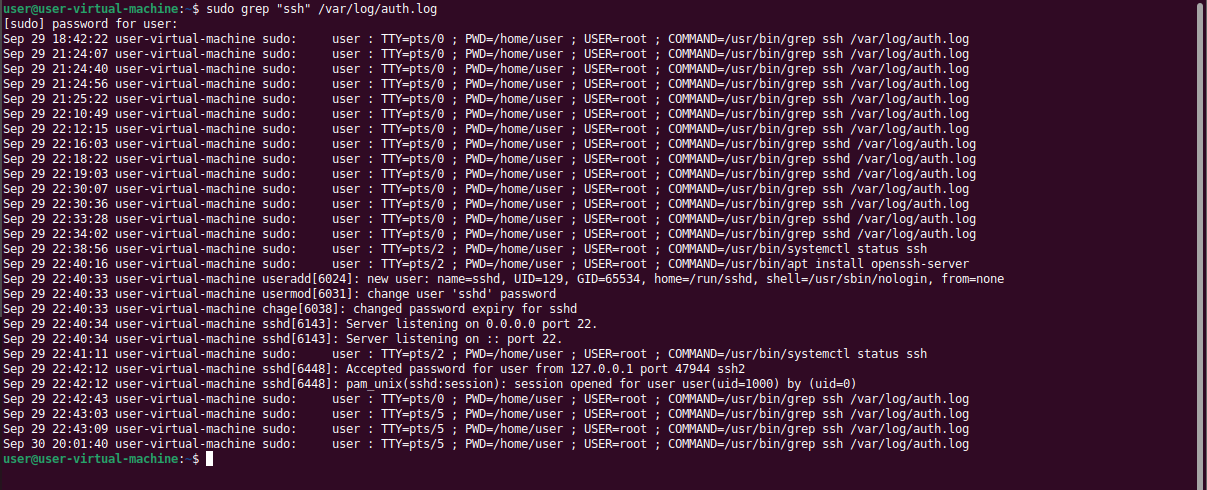 user@user-virtual-machine:~$ sudo grep "ssh" /var/log/auth.log
[sudo] password for user:
Sep 29 18:42:22 user-virtual-machine sudo:     user : TTY=pts/0 ; PWD=/home/user ; USER=root ; COMMAND=/usr/bin/grep ssh /var/log/auth.log
Sep 29 21:24:07 user-virtual-machine sudo:     user : TTY=pts/0 ; PWD=/home/user ; USER=root ; COMMAND=/usr/bin/grep ssh /var/log/auth.log
Sep 29 21:24:40 user-virtual-machine sudo:     user : TTY=pts/0 ; PWD=/home/user ; USER=root ; COMMAND=/usr/bin/grep ssh /var/log/auth.log
Sep 29 21:24:56 user-virtual-machine sudo:     user : TTY=pts/0 ; PWD=/home/user ; USER=root ; COMMAND=/usr/bin/grep ssh /var/log/auth.log
Sep 29 21:25:22 user-virtual-machine sudo:     user : TTY=pts/0 ; PWD=/home/user ; USER=root ; COMMAND=/usr/bin/grep ssh /var/log/auth.log
Sep 29 22:10:49 user-virtual-machine sudo:     user : TTY=pts/0 ; PWD=/home/user ; USER=root ; COMMAND=/usr/bin/grep ssh /var/log/auth.log
Sep 29 22:12:15 user-virtual-machine sudo:     user : TTY=pts/0 ; PWD=/home/user ; USER=root ; COMMAND=/usr/bin/grep ssh /var/log/auth.log
Sep 29 22:16:03 user-virtual-machine sudo:     user : TTY=pts/0 ; PWD=/home/user ; USER=root ; COMMAND=/usr/bin/grep sshd /var/log/auth.log
Sep 29 22:18:22 user-virtual-machine sudo:     user : TTY=pts/0 ; PWD=/home/user ; USER=root ; COMMAND=/usr/bin/grep sshd /var/log/auth.log
Sep 29 22:19:03 user-virtual-machine sudo:     user : TTY=pts/0 ; PWD=/home/user ; USER=root ; COMMAND=/usr/bin/grep sshd /var/log/auth.log
Sep 29 22:30:07 user-virtual-machine sudo:     user : TTY=pts/0 ; PWD=/home/user ; USER=root ; COMMAND=/usr/bin/grep ssh /var/log/auth.log
Sep 29 22:30:36 user-virtual-machine sudo:     user : TTY=pts/0 ; PWD=/home/user ; USER=root ; COMMAND=/usr/bin/grep ssh /var/log/auth.log
Sep 29 22:33:28 user-virtual-machine sudo:     user : TTY=pts/0 ; PWD=/home/user ; USER=root ; COMMAND=/usr/bin/grep sshd /var/log/auth.log
Sep 29 22:34:02 user-virtual-machine sudo:     user : TTY=pts/0 ; PWD=/home/user ; USER=root ; COMMAND=/usr/bin/grep sshd /var/log/auth.log
Sep 29 22:38:56 user-virtual-machine sudo:     user : TTY=pts/2 ; PWD=/home/user ; USER=root ; COMMAND=/usr/bin/systemctl status ssh
Sep 29 22:40:16 user-virtual-machine sudo:     user : TTY=pts/2 ; PWD=/home/user ; USER=root ; COMMAND=/usr/bin/apt install openssh-server
Sep 29 22:40:33 user-virtual-machine useradd[6024]: new user: name=sshd, UID=129, GID=65534, home=/run/sshd, shell=/usr/sbin/nologin, from=none
Sep 29 22:40:33 user-virtual-machine usermod[6031]: change user 'sshd' password
Sep 29 22:40:33 user-virtual-machine chage[6038]: changed password expiry for sshd
Sep 29 22:40:34 user-virtual-machine sshd[6143]: Server listening on 0.0.0.0 port 22.
Sep 29 22:40:34 user-virtual-machine sshd[6143]: Server listening on :: port 22.
Sep 29 22:41:11 user-virtual-machine sudo:     user : TTY=pts/2 ; PWD=/home/user ; USER=root ; COMMAND=/usr/bin/systemctl status ssh
Sep 29 22:42:12 user-virtual-machine sshd[6448]: Accepted password for user from 127.0.0.1 port 47944 ssh2
Sep 29 22:42:12 user-virtual-machine sshd[6448]: pam_unix(sshd:session): session opened for user user(uid=1000) by (uid=0)
Sep 29 22:42:43 user-virtual-machine sudo:     user : TTY=pts/0 ; PWD=/home/user ; USER=root ; COMMAND=/usr/bin/grep ssh /var/log/auth.log
Sep 29 22:43:03 user-virtual-machine sudo:     user : TTY=pts/5 ; PWD=/home/user ; USER=root ; COMMAND=/usr/bin/grep ssh /var/log/auth.log
Sep 29 22:43:09 user-virtual-machine sudo:     user : TTY=pts/5 ; PWD=/home/user ; USER=root ; COMMAND=/usr/bin/grep ssh /var/log/auth.log
Sep 30 20:01:40 user-virtual-machine sudo:     user : TTY=pts/5 ; PWD=/home/user ; USER=root ; COMMAND=/usr/bin/grep ssh /var/log/auth.log
user@user-virtual-machine:~$